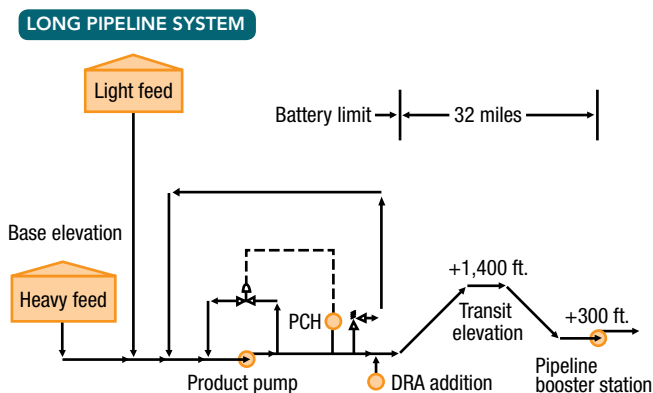 LONG PIPELINE SYSTEM
Light feed
Battery limit
32 miles
Base elevation
Heavy feed
PCH
+1,400 ft.
Transit
elevation
+300 ft.
Product pump
DRA addition
Pipeline
booster station